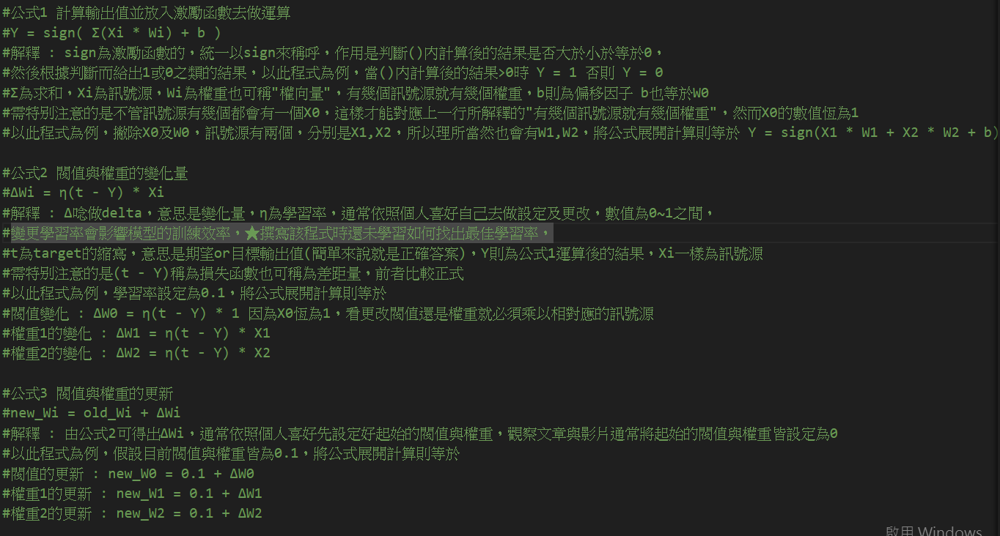 #公式1 計算輸出值並放入激勵函數去做運算
#Y = sign( Σ(Xi * Wi) + b )
#解釋 : sign為激勵函數的，統一以sign來稱呼，作用是判斷()內計算後的結果是否大於小於等於0，
#然後根據判斷而給出1或0之類的結果，以此程式為例，當()內計算後的結果>0時 Y = 1 否則 Y = 0
#Σ為求和，Xi為訊號源，Wi為權重也可稱"權向量"，有幾個訊號源就有幾個權重，b則為偏移因子 b也等於W0
#需特別注意的是不管訊號源有幾個都會有一個X0，這樣才能對應上一行所解釋的"有幾個訊號源就有幾個權重"，然而X0的數值恆為1
#以此程式為例，撇除X0及W0，訊號源有兩個，分別是X1,X2，所以理所當然也會有W1,W2，將公式展開計算則等於 Y = sign(X1 * W1 + X2 * W2 + b)
#公式2 閥值與權重的變化量
#ΔWi = η(t - Y) * Xi
#解釋 : Δ唸做delta，意思是變化量，η為學習率，通常依照個人喜好自己去做設定及更改，數值為0~1之間，
#變更學習率會影響模型的訓練效率，★撰寫該程式時還未學習如何找出最佳學習率，
#t為target的縮寫，意思是期望or目標輸出值(簡單來說就是正確答案)，Y則為公式1運算後的結果，Xi一樣為訊號源
#需特別注意的是(t - Y)稱為損失函數也可稱為差距量，前者比較正式
#以此程式為例，學習率設定為0.1，將公式展開計算則等於
#閥值變化 : ΔW0 = η(t - Y) * 1 因為X0恆為1，看更改閥值還是權重就必須乘以相對應的訊號源
#權重1的變化 : ΔW1 = η(t - Y) * X1
#權重2的變化 : ΔW2 = η(t - Y) * X2
#公式3 閥值與權重的更新
#new_Wi = old_Wi + ΔWi
#解釋 : 由公式2可得出ΔWi，通常依照個人喜好先設定好起始的閥值與權重，觀察文章與影片通常將起始的閥值與權重皆設定為0
#以此程式為例，假設目前閥值與權重皆為0.1，將公式展開計算則等於
#閥值的更新 : new_W0 = 0.1 + ΔW0
#權重1的更新 : new_W1 = 0.1 + ΔW1
#權重2的更新 : new_W2 = 0.1 + ΔW2
啟用 Windows